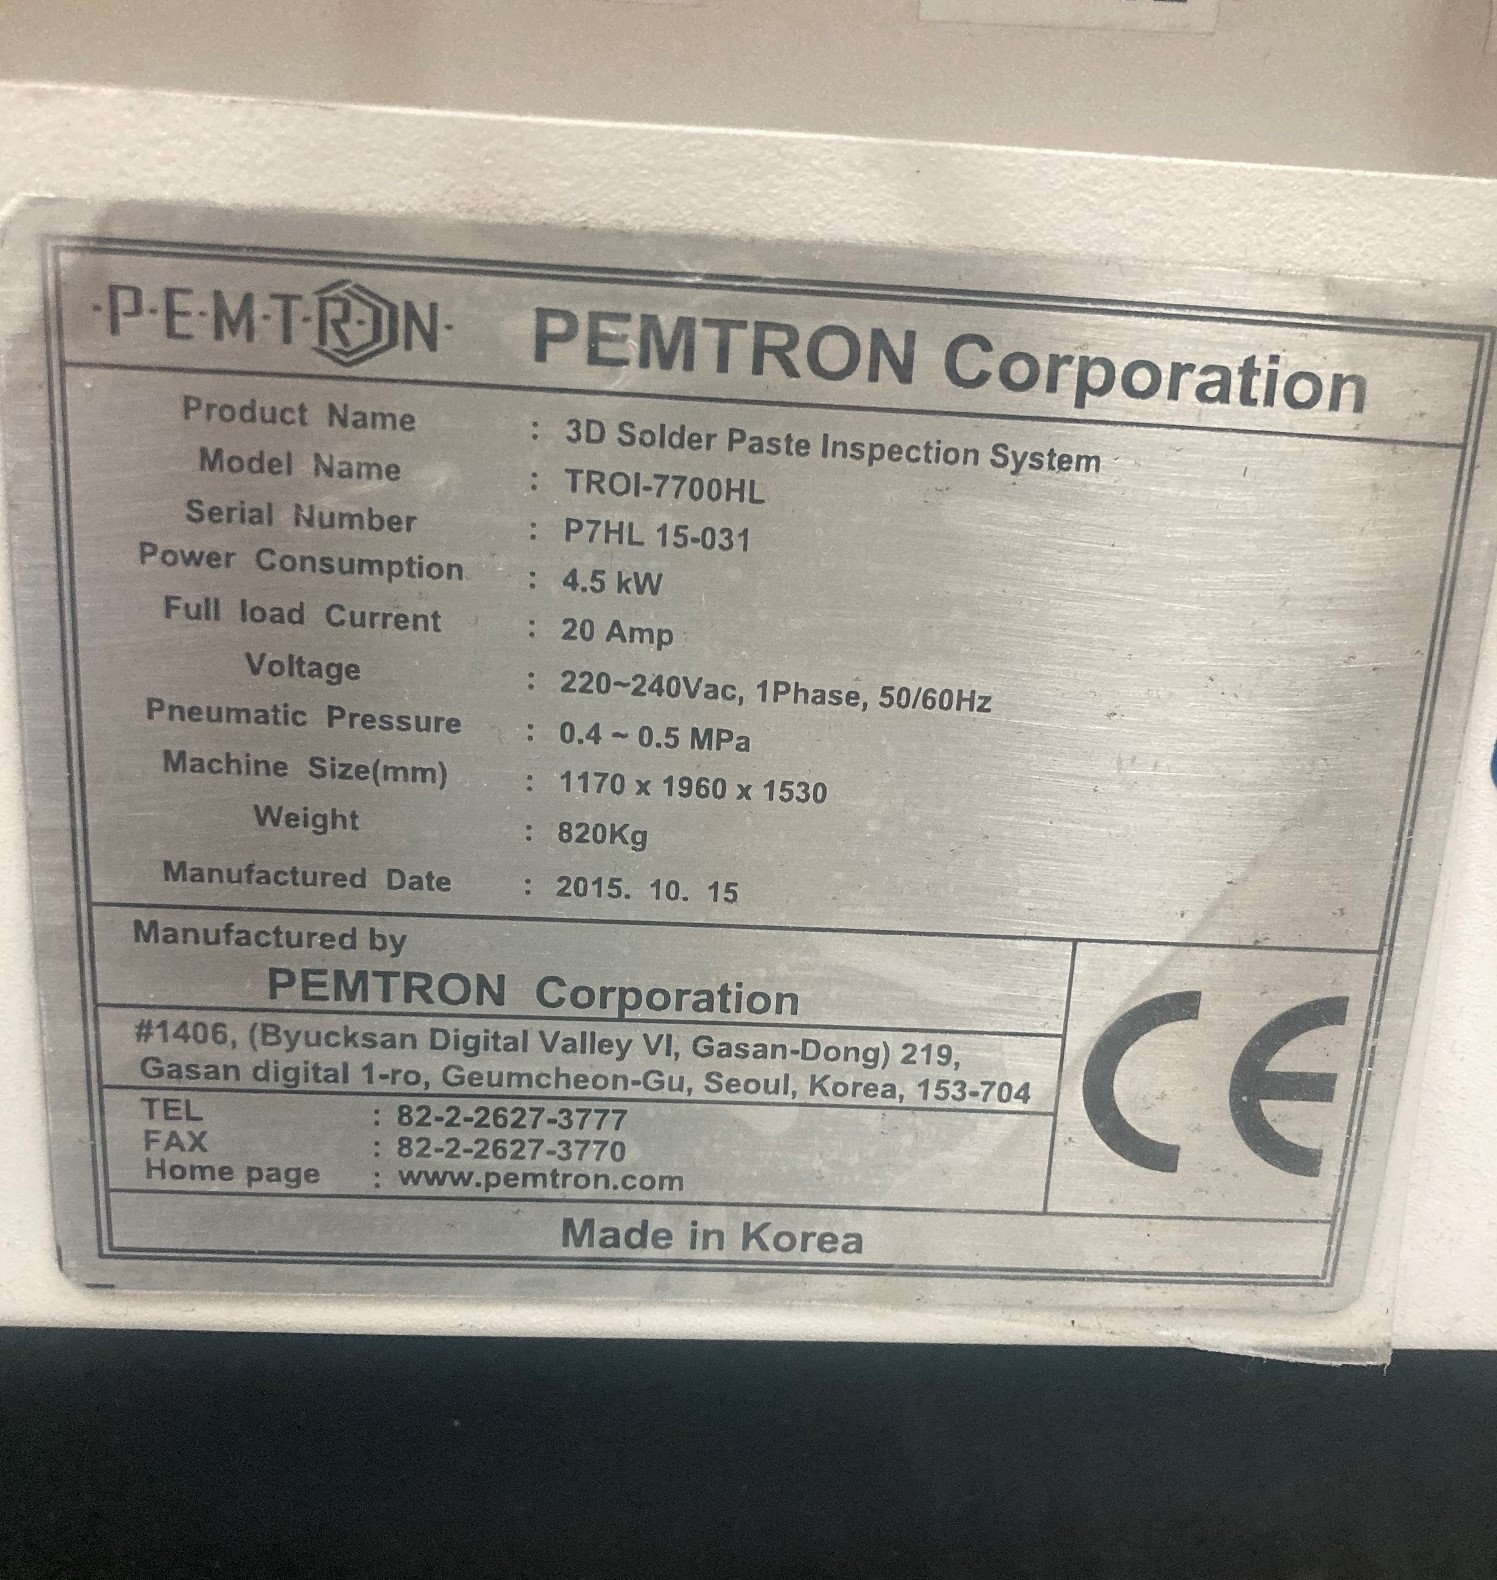 ·P·E·M·T·R·O·N·
PEMTRON Corporation
Product Name : 3D Solder Paste Inspection System
Model Name : TROI-7700HL
Serial Number : P7HL 15-031
Power Consumption : 4.5 kW
Full load Current : 20 Amp
Voltage : 220~240Vac, 1Phase, 50/60Hz
Pneumatic Pressure : 0.4 ~ 0.5 MPa
Machine Size(mm) : 1170 x 1960 x 1530
Weight : 820Kg
Manufactured Date : 2015. 10. 15
Manufactured by
PEMTRON Corporation
#1406, (Byucksan Digital Valley VI, Gasan-Dong) 219,
Gasan digital 1-ro, Geumcheon-Gu, Seoul, Korea, 153-704
TEL : 82-2-2627-3777
FAX : 82-2-2627-3770
Home page : www.pemtron.com
CE
Made in Korea